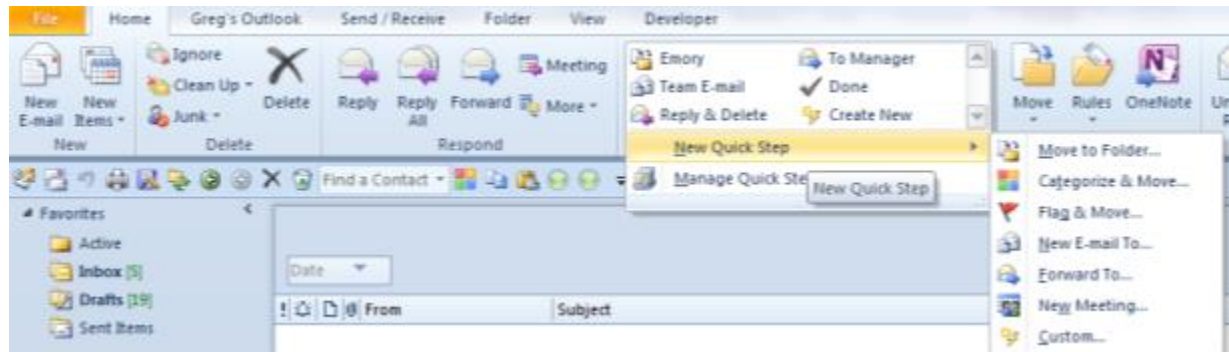 File Home Greg's Outlook Send / Receive Folder View Developer
New E-mail
New Items
Ignore
Clean Up
Junk
Delete
Reply
Reply All
Forward
Meeting
More
Emory
Team E-mail
Reply & Delete
To Manager
Done
Create New
Move
Rules
OneNote
New
Delete
Respond
New Quick Step
Manage Quick Ste
New Quick Step
Move to Folder...
Categorize & Move...
Flag & Move...
New E-mail To...
Forward To...
New Meeting...
Custom...
Find a Contact
Favorites
Active
Inbox [5]
Drafts [19]
Sent Items
Date
From
Subject